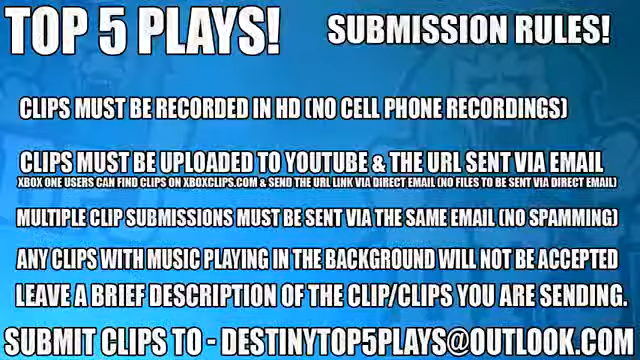 TOP 5 PLAYS! SUBMISSION RULES!
CLIPS MUST BE RECORDED IN HD (NO CELL PHONE RECORDINGS)
CLIPS MUST BE UPLOADED TO YOUTUBE & THE URL SENT VIA EMAIL
XBOX ONE USERS CAN FIND CLIPS ON XBOXCLIPS.COM & SEND THE URL LINK VIA DIRECT EMAIL (NO FILES TO BE SENT VIA DIRECT EMAIL)
MULTIPLE CLIP SUBMISSIONS MUST BE SENT VIA THE SAME EMAIL (NO SPAMMING)
ANY CLIPS WITH MUSIC PLAYING IN THE BACKGROUND WILL NOT BE ACCEPTED
LEAVE A BRIEF DESCRIPTION OF THE CLIP/CLIPS YOU ARE SENDING.
SUBMIT CLIPS TO - DESTINYTOP5PLAYS@OUTLOOK.COM